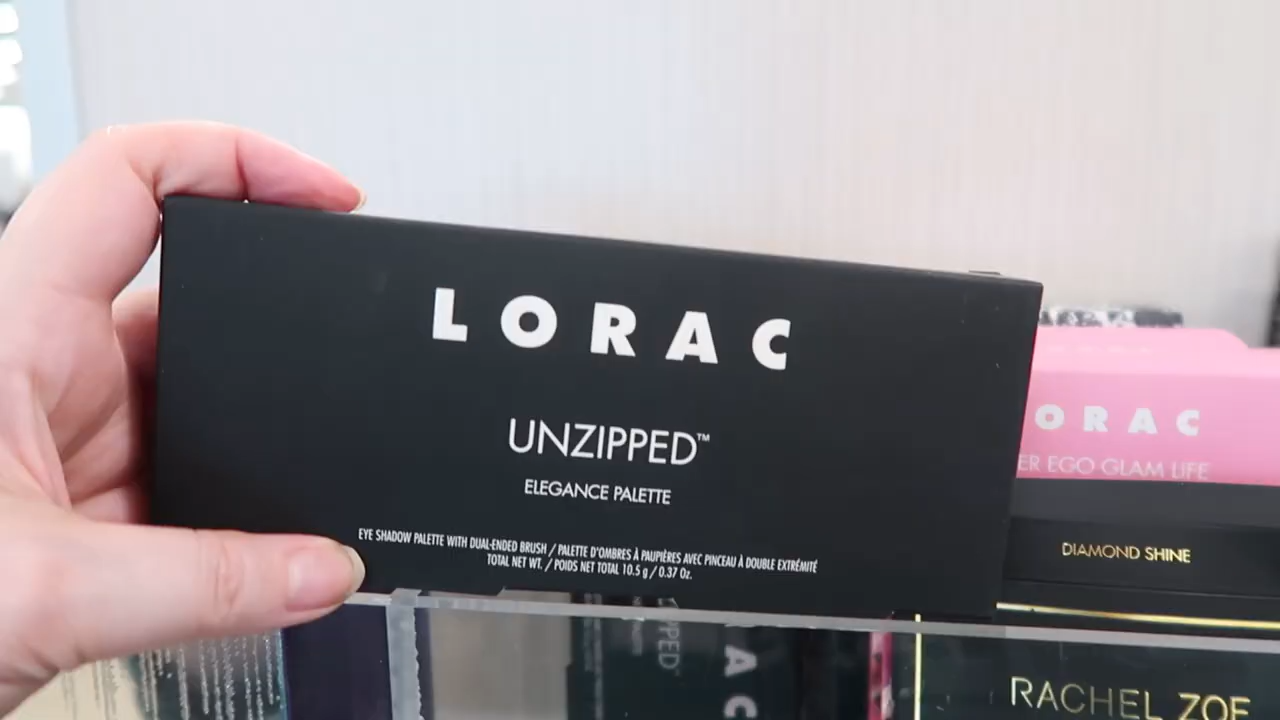 LORAC
UNZIPPED™
ELEGANCE PALETTE
EYE SHADOW PALETTE WITH DUAL-ENDED BRUSH / PALETTE D'OMBRES À PAUPIÈRES AVEC PINCEAU À DOUBLE EXTRÉMITÉ
TOTAL NET WT. / POIDS NET TOTAL 10.5 g / 0.37 Oz.
ORAC
ER EGO GLAM LIFE
DIAMOND SHINE
RACHEL ZOE
PPED
AC